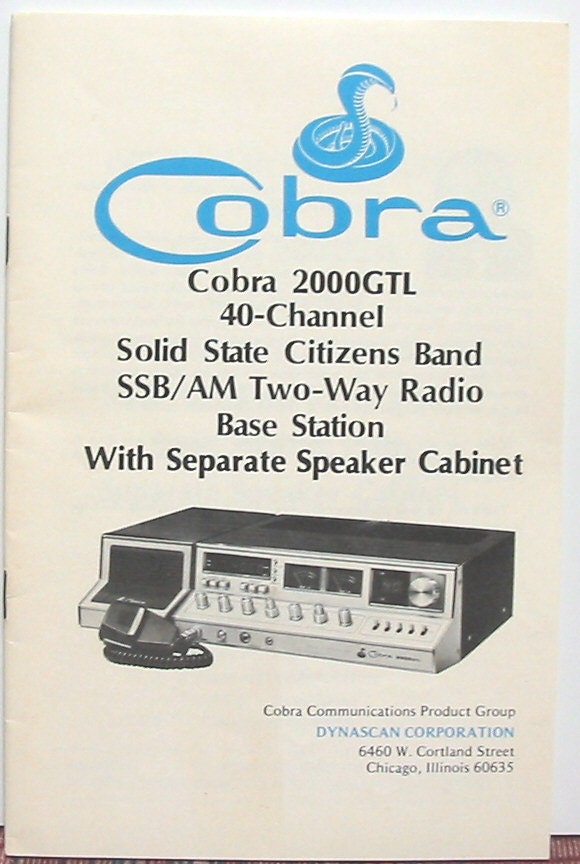 Cobra®
Cobra 2000GTL
40-Channel
Solid State Citizens Band
SSB/AM Two-Way Radio
Base Station
With Separate Speaker Cabinet
Cobra
Cobra Communications Product Group
DYNASCAN CORPORATION
6460 W. Cortland Street
Chicago, Illinois 60635